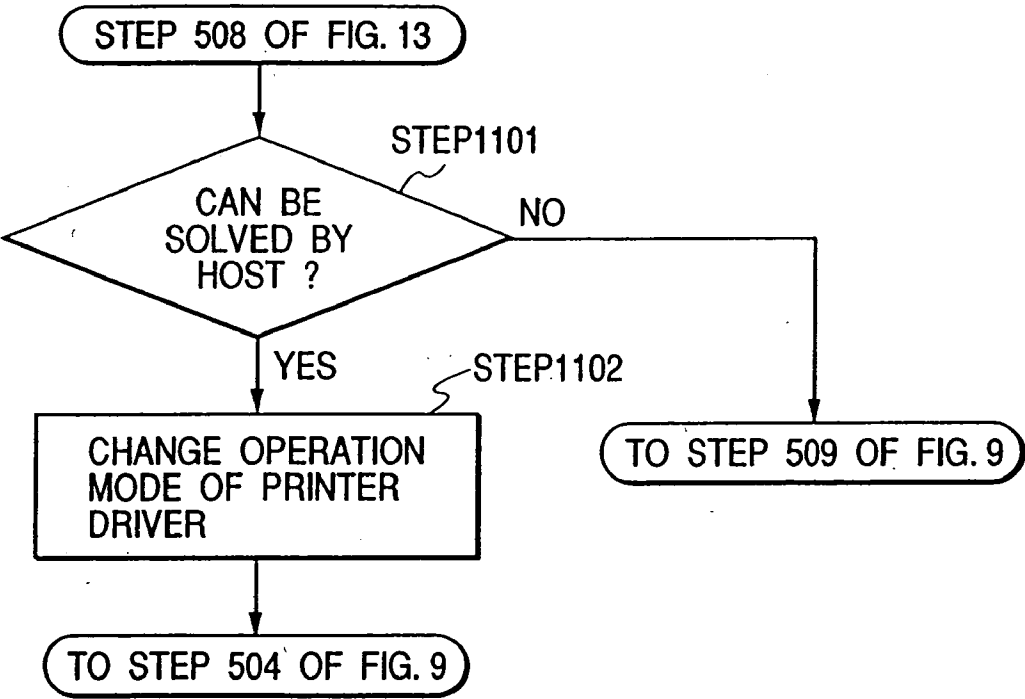 STEP 508 OF FIG. 13
STEP1101
CAN BE
SOLVED BY
HOST ?
NO
YES
STEP1102
CHANGE OPERATION
MODE OF PRINTER
DRIVER
TO STEP 509 OF FIG. 9
TO STEP 504 OF FIG. 9